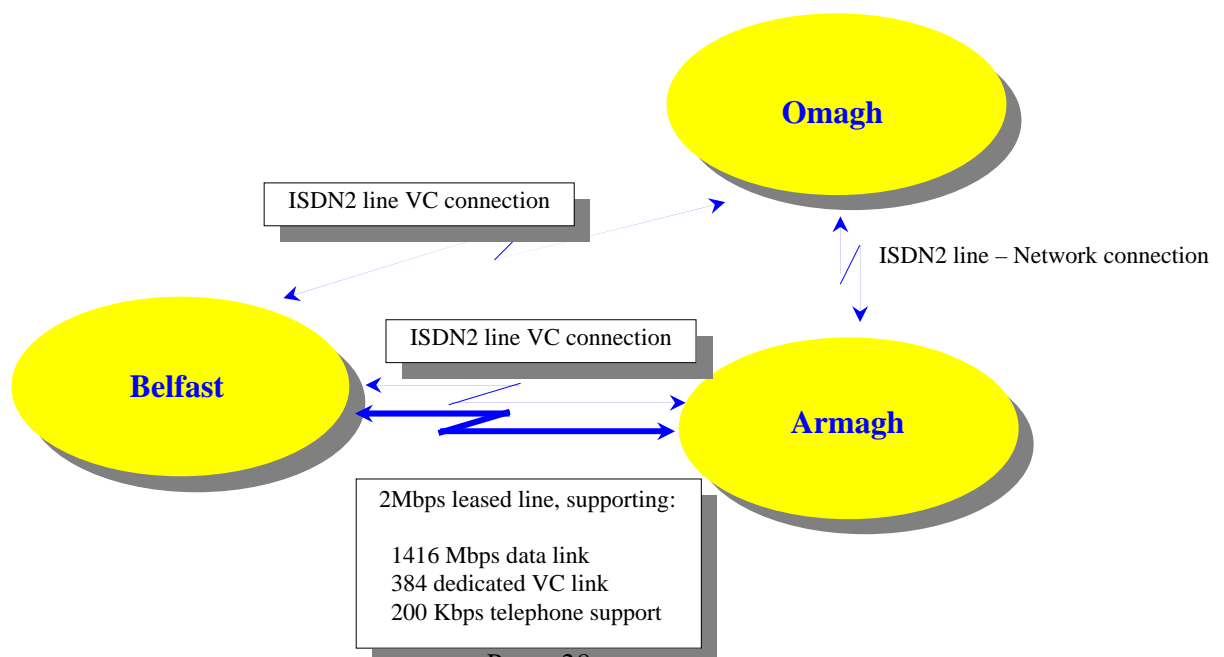 Omagh
ISDN2 line VC connection
ISDN2 line – Network connection
ISDN2 line VC connection
Belfast
Armagh
2Mbps leased line, supporting:
1416 Mbps data link
384 dedicated VC link
200 Kbps telephone support